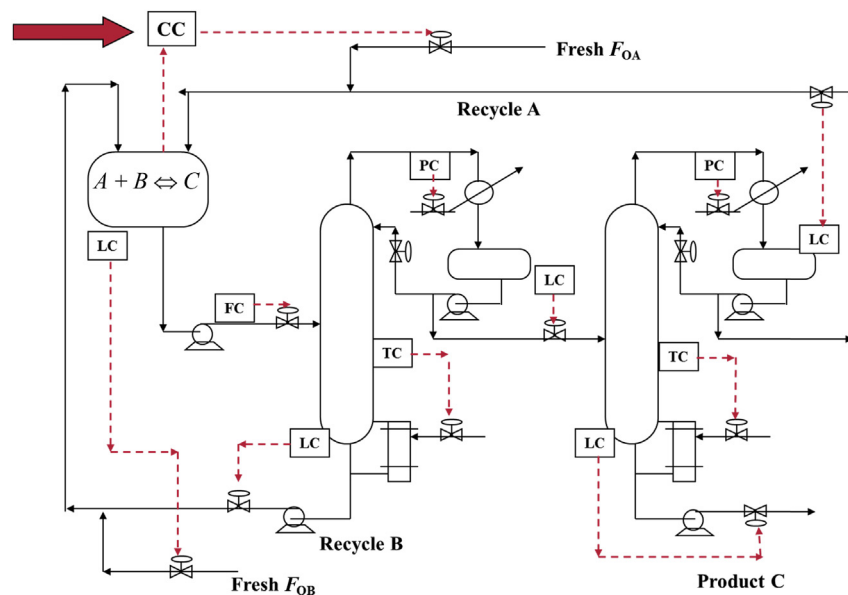 CC
Fresh F_OA
Recycle A
PC
PC
A + B ⇔ C
LC
LC
LC
FC
TC
TC
LC
LC
Recycle B
Product C
Fresh F_OB